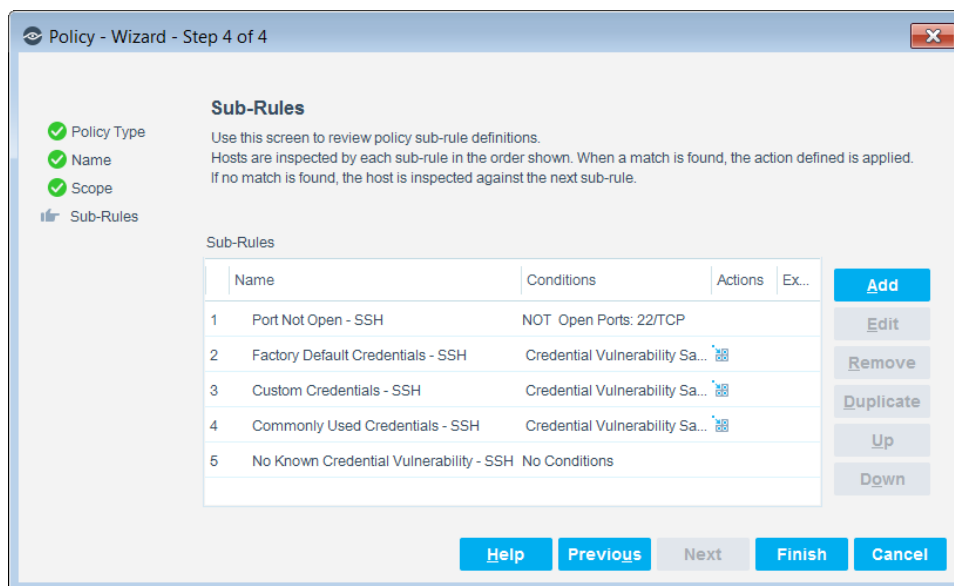 Policy - Wizard - Step 4 of 4
Policy Type
Name
Scope
Sub-Rules
Sub-Rules
Use this screen to review policy sub-rule definitions.
Hosts are inspected by each sub-rule in the order shown. When a match is found, the action defined is applied.
If no match is found, the host is inspected against the next sub-rule.
Sub-Rules
Name Conditions Actions Ex...
1 Port Not Open - SSH NOT Open Ports: 22/TCP
2 Factory Default Credentials - SSH Credential Vulnerability Sa...
3 Custom Credentials - SSH Credential Vulnerability Sa...
4 Commonly Used Credentials - SSH Credential Vulnerability Sa...
5 No Known Credential Vulnerability - SSH No Conditions
Add
Edit
Remove
Duplicate
Up
Down
Help Previous Next Finish Cancel